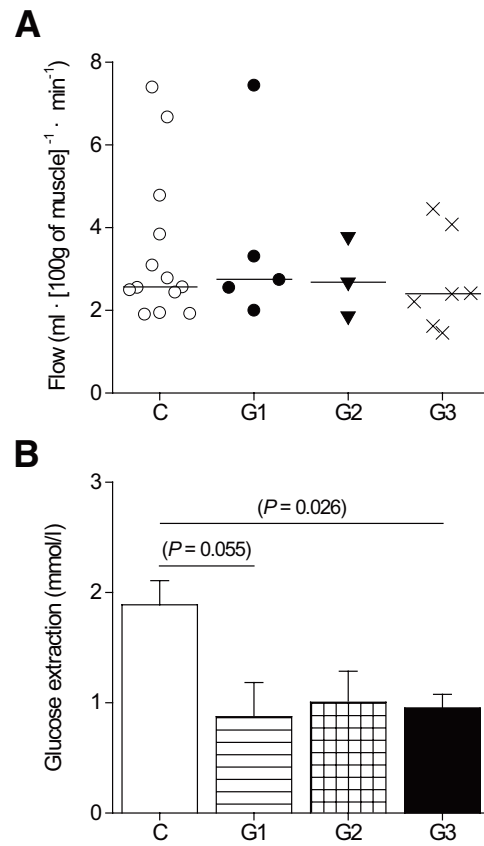 A
8
6
4
2
0
Flow (ml · [100g of muscle]⁻¹ · min⁻¹)
C G1 G2 G3
B
3
2
1
0
Glucose extraction (mmol/l)
(P = 0.026)
(P = 0.055)
C G1 G2 G3